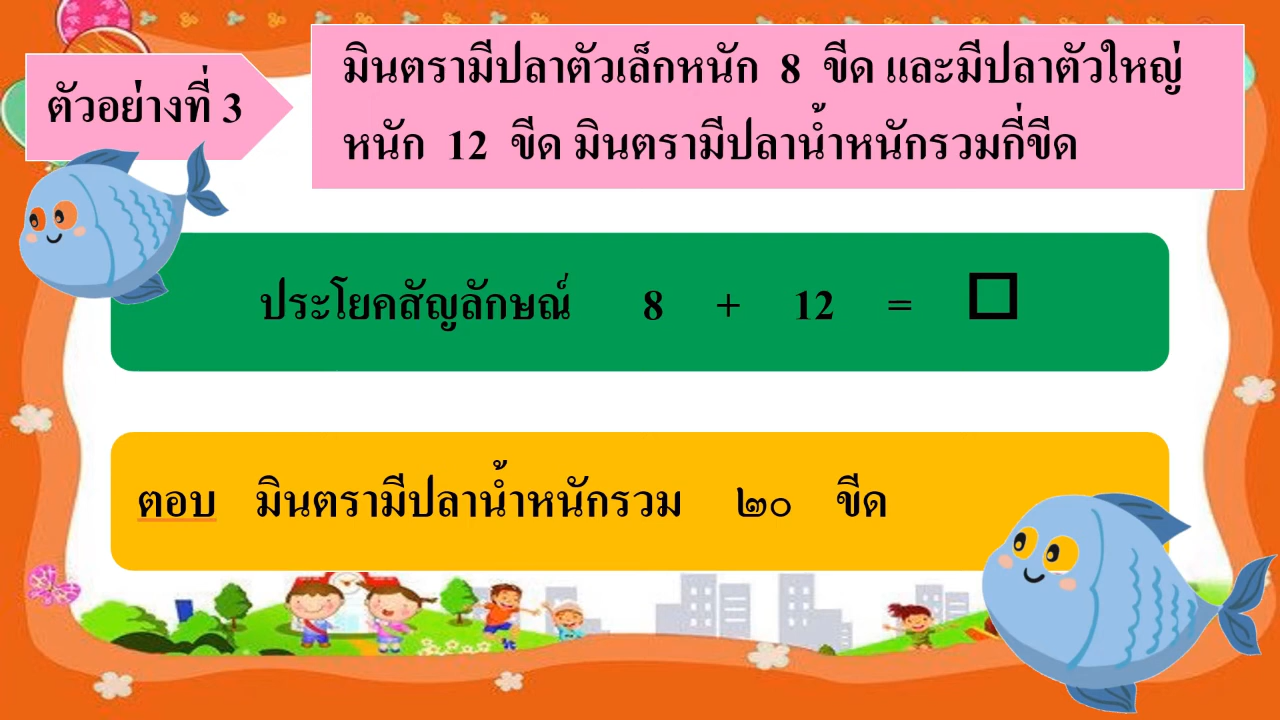 ตัวอย่างที่ 3
มินตรามีปลาตัวเล็กหนัก 8 ขีด และมีปลาตัวใหญ่
หนัก 12 ขีด มินตรามีปลาน้ำหนักรวมกี่ขีด
ประโยคสัญลักษณ์ 8 + 12 = □
ตอบ มินตรามีปลาน้ำหนักรวม ๒๐ ขีด